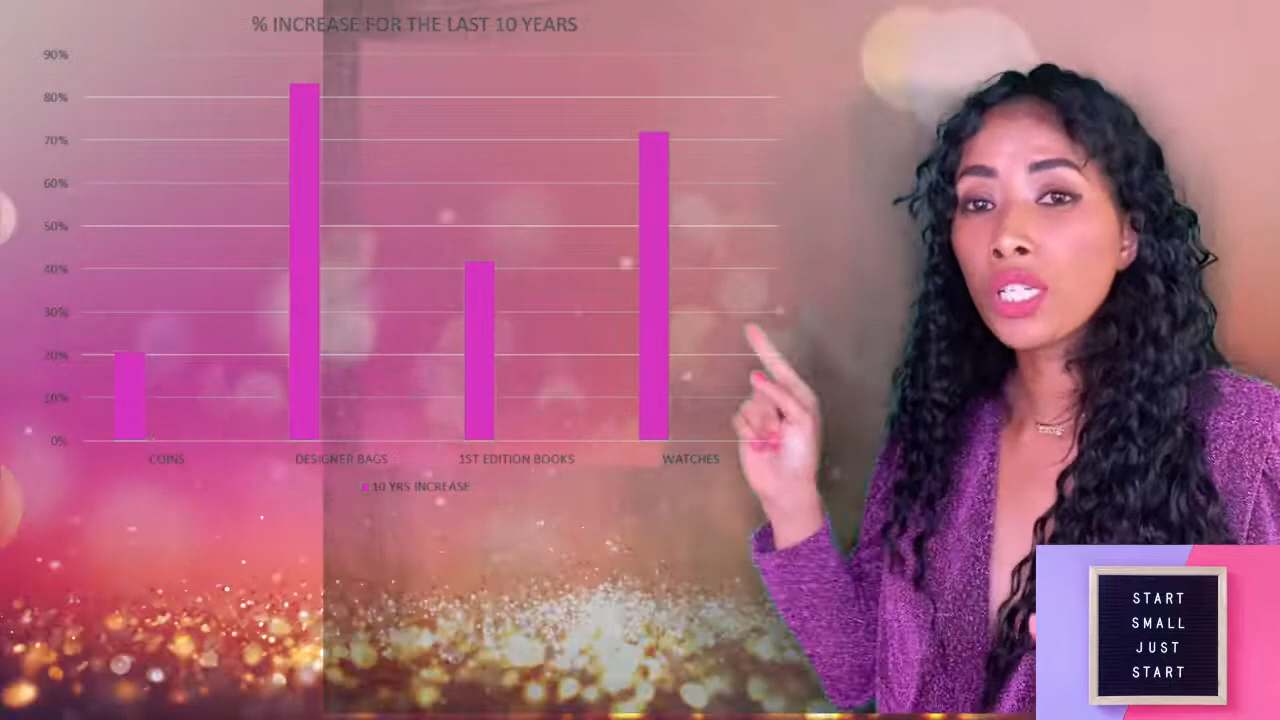 % INCREASE FOR THE LAST 10 YEARS
90%
80%
70%
60%
50%
40%
30%
20%
10%
0%
COINS
DESIGNER BAGS
1ST EDITION BOOKS
WATCHES
10 YRS INCREASE
START
SMALL
JUST
START